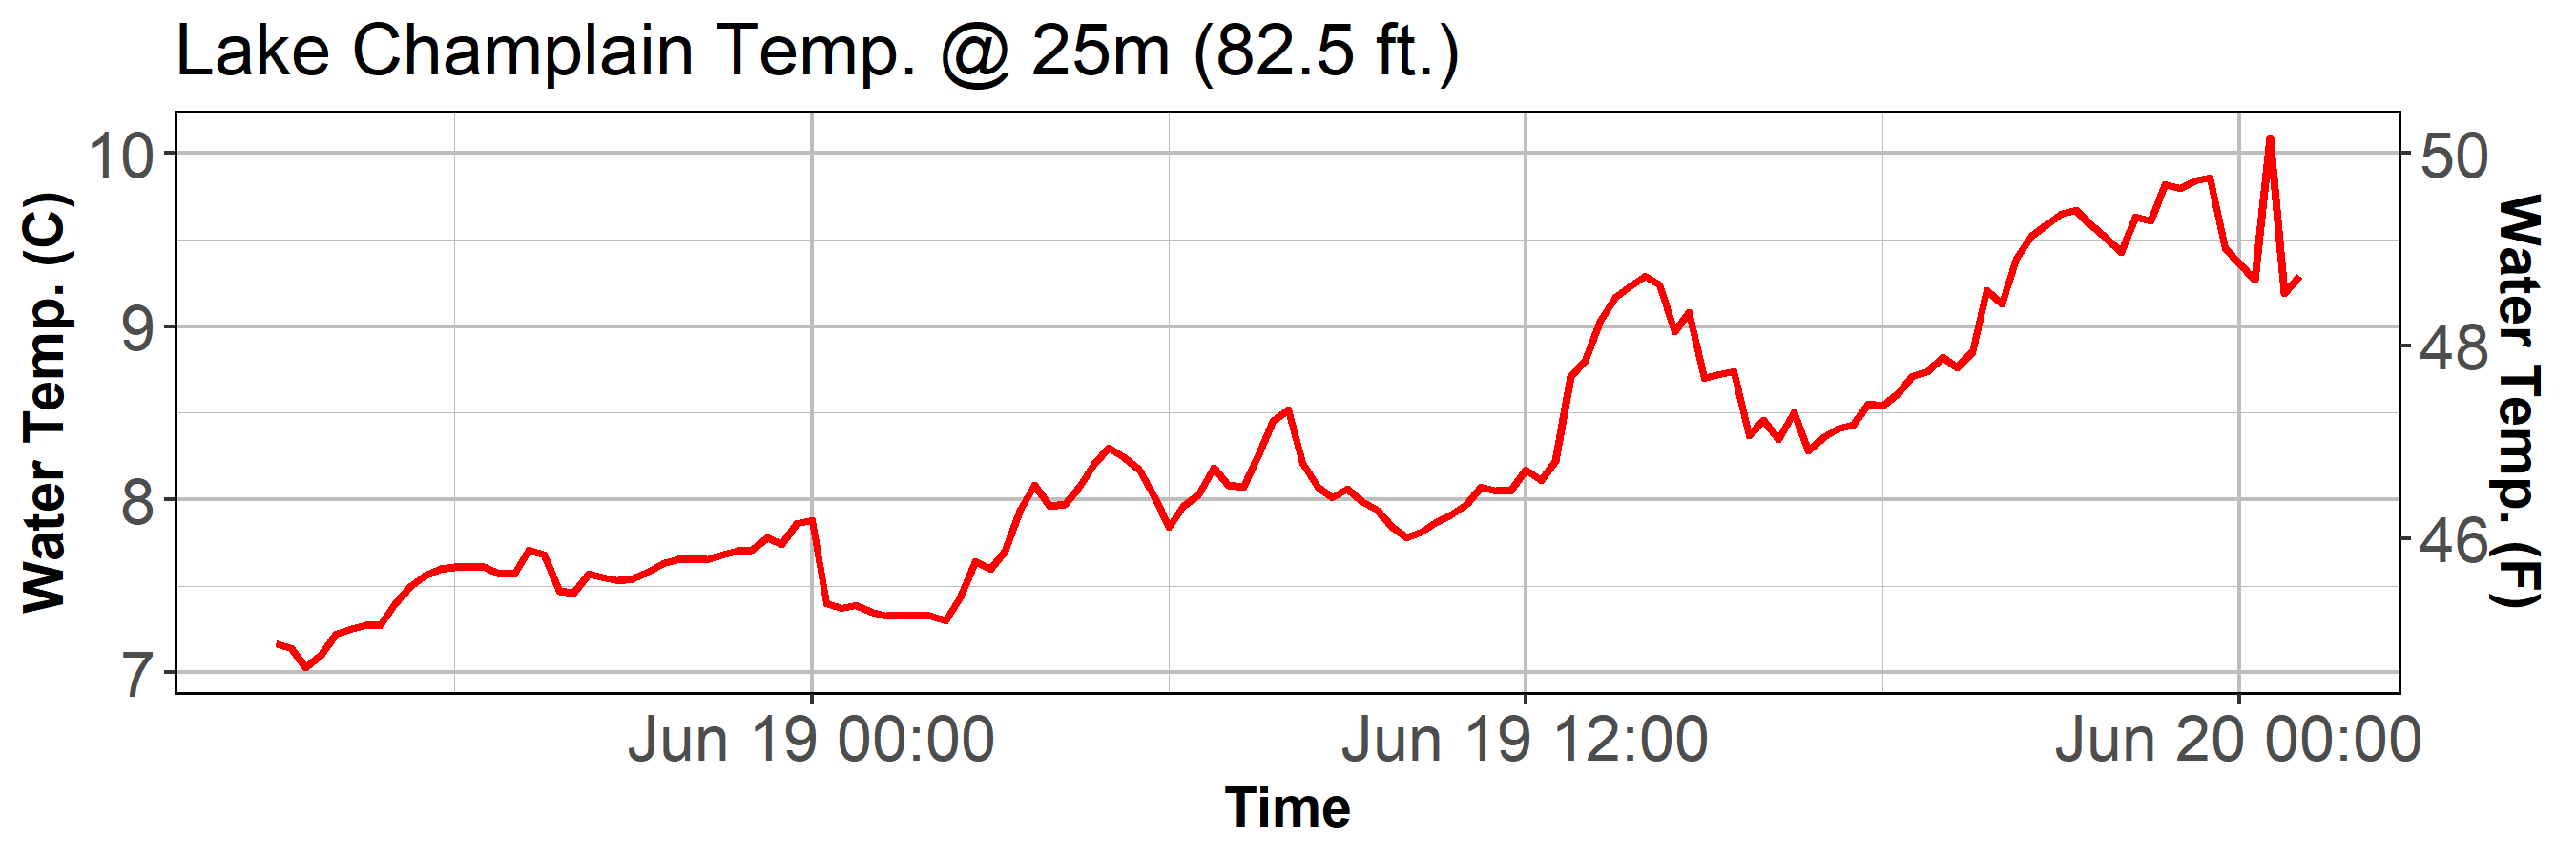 Lake Champlain Temp. @ 25m (82.5 ft.)
Water Temp. (C)
10
9
8
7
50
48
46
Water Temp. (F)
Jun 19 00:00
Jun 19 12:00
Jun 20 00:00
Time